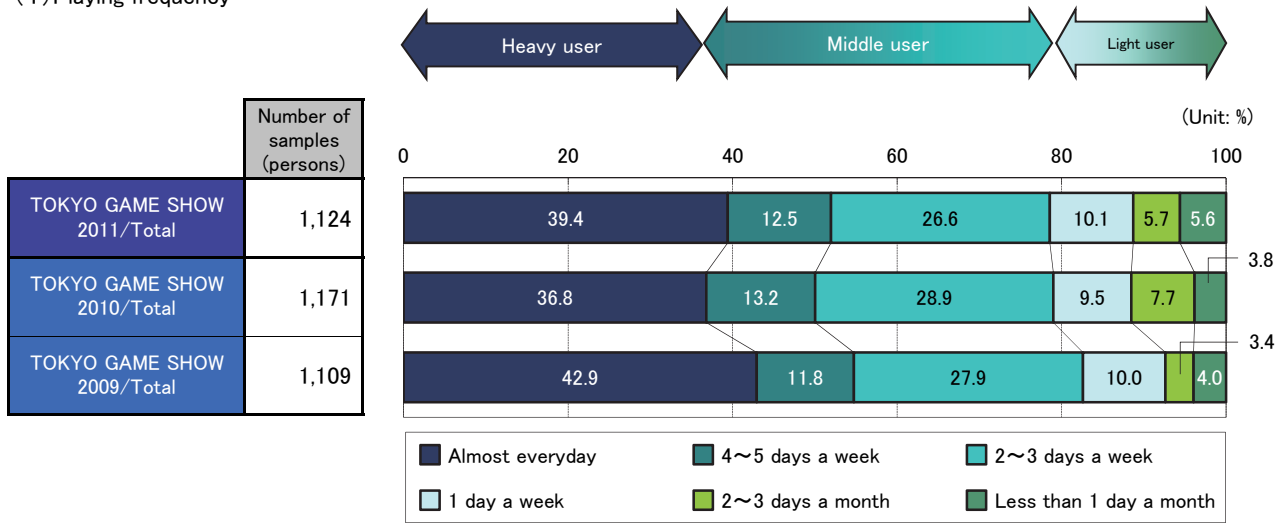 (1)Playing frequency
Heavy user
Middle user
Light user
Number of
samples
(persons)
(Unit: %)
0 20 40 60 80 100
TOKYO GAME SHOW
2011/Total
1,124
39.4 12.5 26.6 10.1 5.7 5.6
3.8
TOKYO GAME SHOW
2010/Total
1,171
36.8 13.2 28.9 9.5 7.7
3.4
TOKYO GAME SHOW
2009/Total
1,109
42.9 11.8 27.9 10.0 4.0
Almost everyday
4～5 days a week
2～3 days a week
1 day a week
2～3 days a month
Less than 1 day a month